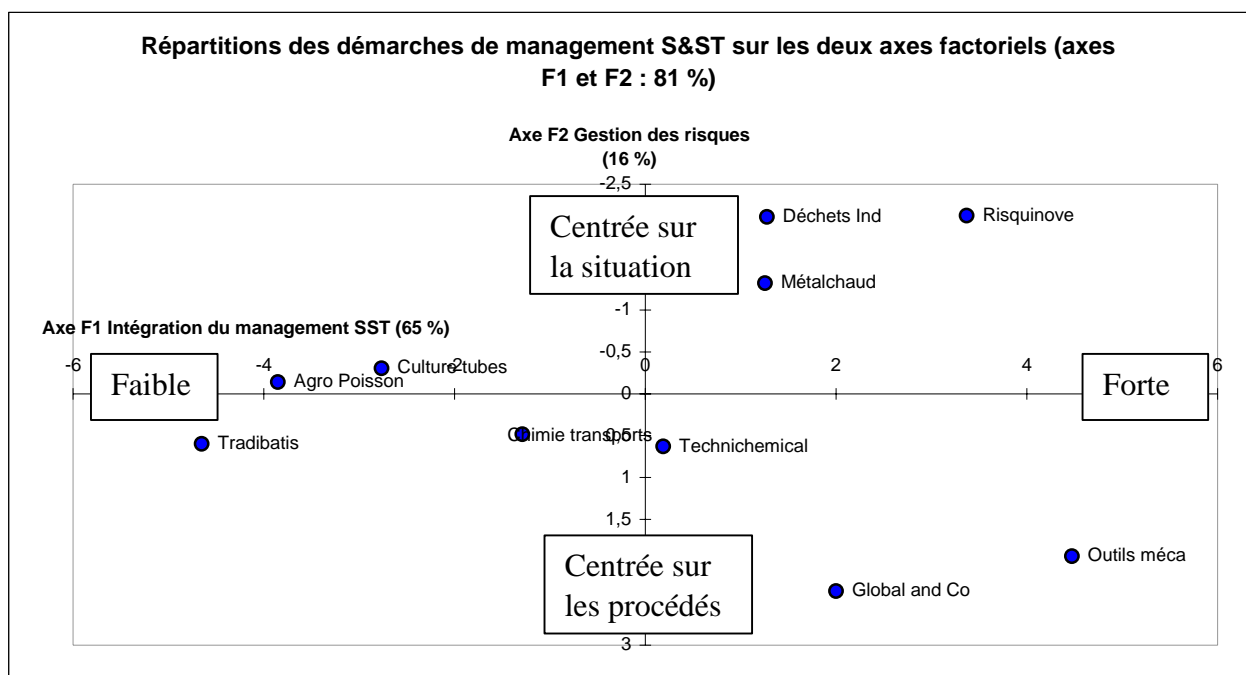 Répartitions des démarches de management S&ST sur les deux axes factoriels (axes
F1 et F2 : 81 %)
Axe F2 Gestion des risques
(16 %)
-2,5
Centrée sur
la situation
Déchets Ind
Risquinove
Métalchaud
-1
Axe F1 Intégration du management SST (65 %)
-0,5
-6
-4
-2
0
2
4
6
Culture tubes
Agro Poisson
Faible
0
Forte
Tradibatis
Chimie transports
0,5
Technichemical
1
1,5
Centrée sur
les procédés
Outils méca
Global and Co
3